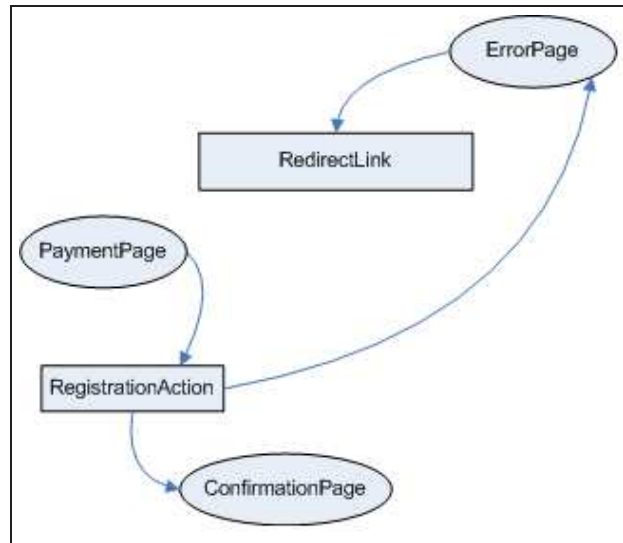 ErrorPage
RedirectLink
PaymentPage
RegistrationAction
ConfirmationPage